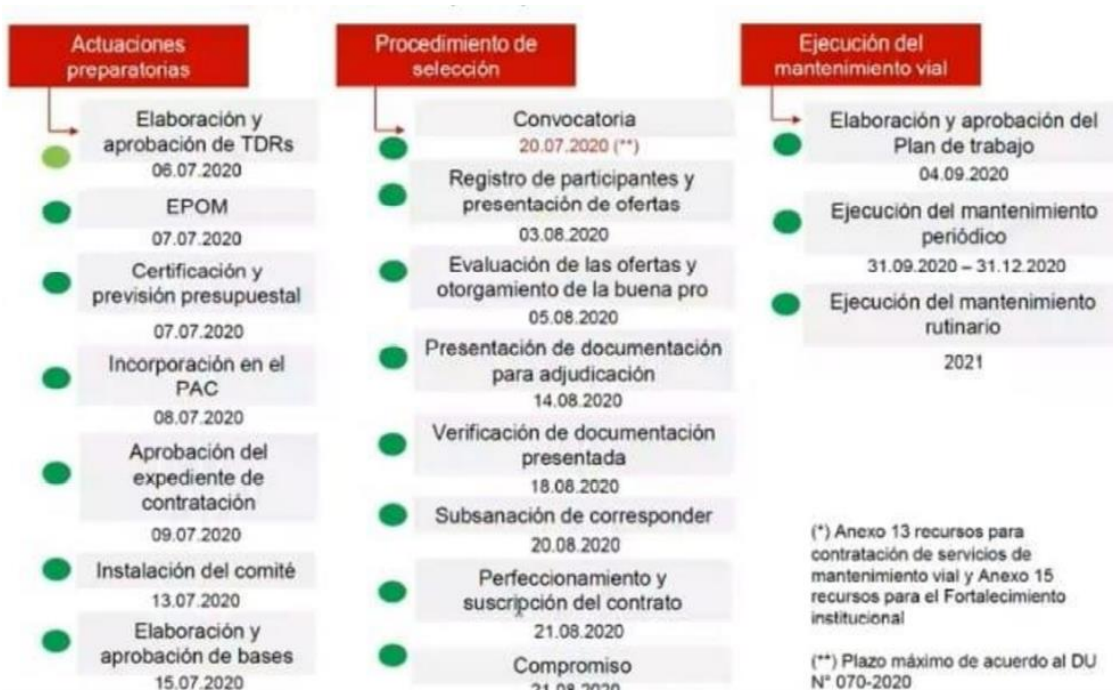 Actuaciones
preparatorias
Elaboración y
aprobación de TDRs
06.07.2020
EPOM
07.07.2020
Certificación y
previsión presupuestal
07.07.2020
Incorporación en el
PAC
08.07.2020
Aprobación del
expediente de
contratación
09.07.2020
Instalación del comité
13.07.2020
Elaboración y
aprobación de bases
15.07.2020
Procedimiento de
selección
Convocatoria
20.07.2020 (**)
Registro de participantes y
presentación de ofertas
03.08.2020
Evaluación de las ofertas y
otorgamiento de la buena pro
05.08.2020
Presentación de documentación
para adjudicación
14.08.2020
Verificación de documentación
presentada
18.08.2020
Subsanación de corresponder
20.08.2020
Perfeccionamiento y
suscripción del contrato
21.08.2020
Compromiso
21.08.2020
Ejecución del
mantenimiento vial
Elaboración y aprobación del
Plan de trabajo
04.09.2020
Ejecución del mantenimiento
periódico
31.09.2020 – 31.12.2020
Ejecución del mantenimiento
rutinario
2021
(*) Anexo 13 recursos para
contratación de servicios de
mantenimiento vial y Anexo 15
recursos para el Fortalecimiento
institucional
(**) Plazo máximo de acuerdo al DU
N° 070-2020